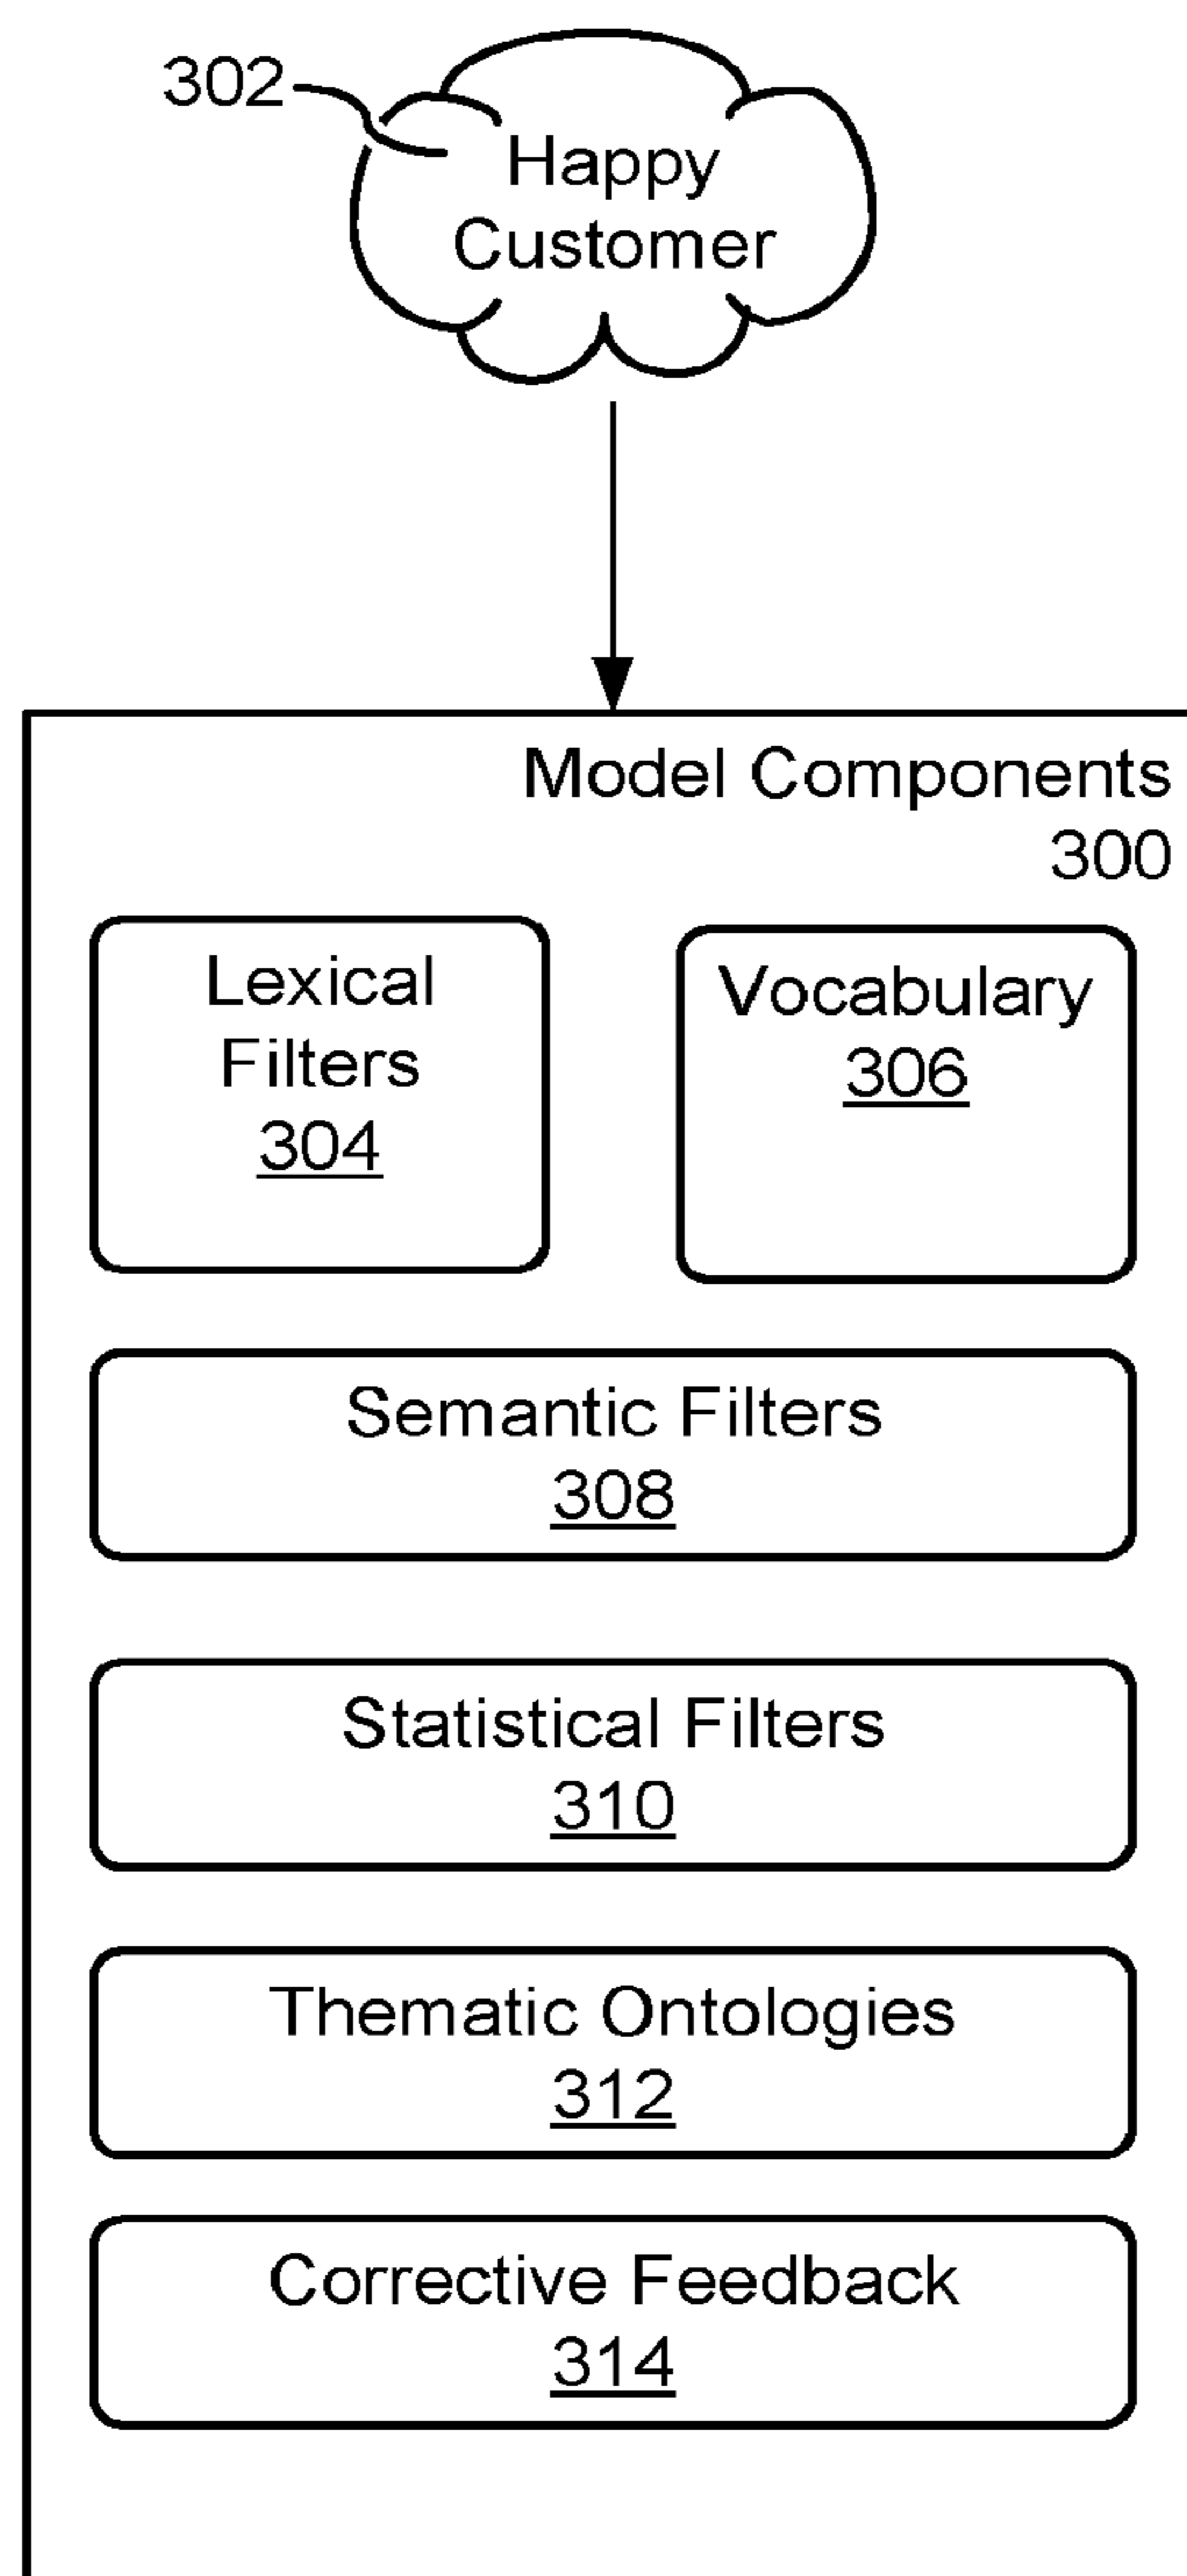 302
Happy
Customer
Model Components
300
Lexical
Filters
304
Vocabulary
306
Semantic Filters
308
Statistical Filters
310
Thematic Ontologies
312
Corrective Feedback
314